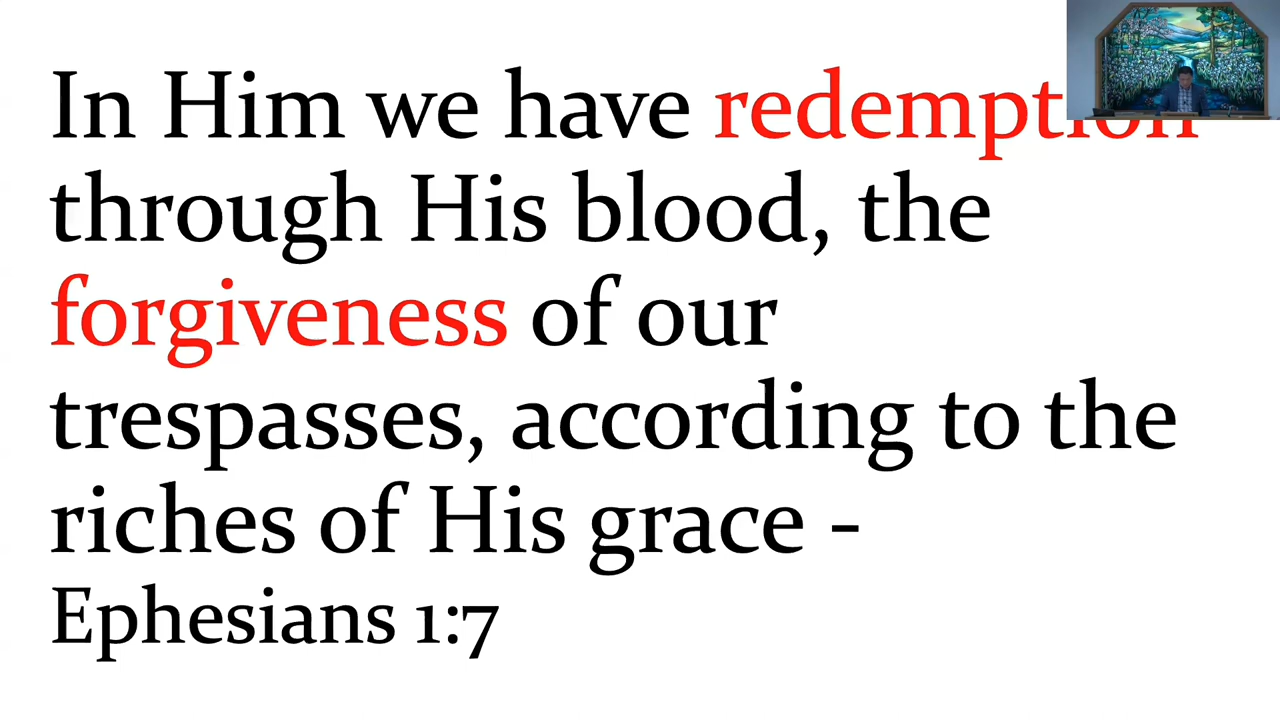 In Him we have redemption
through His blood, the
forgiveness of our
trespasses, according to the
riches of His grace -
Ephesians 1:7